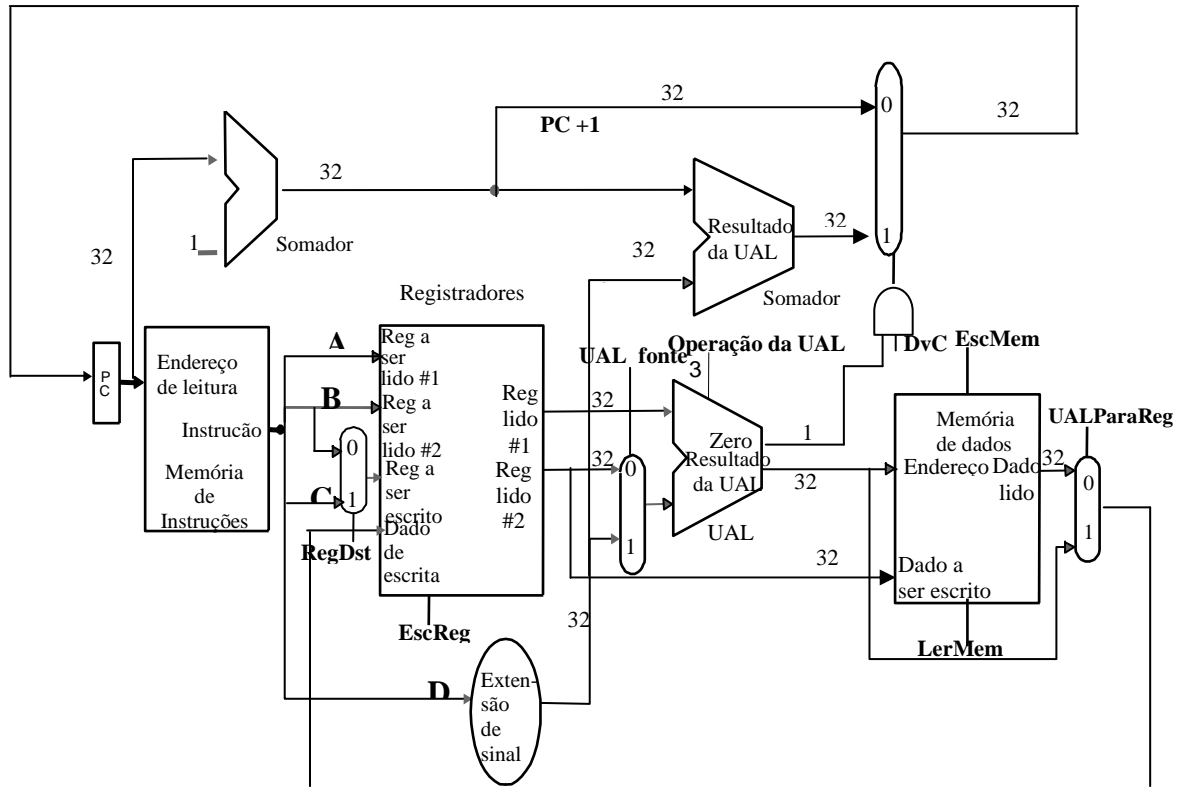 32
0
32
PC +1
32
32
1
Somador
32
Resultado
da UAL
32
1
32
Somador
Registradores
P
C
Endereço
de leitura
Instrucão
Memória
de
Instruções
A
B
C
D
0
1
RegDst
Reg a
ser
lido #1
Reg a
ser
lido #2
Reg a
ser
escrito
Dado
de
escrita
Reg
lido
#1
Reg
lido
#2
EscReg
32
32
UAL fonte
0
1
Operação da UAL
3
Zero
Resultado
da UAL
UAL
1
32
DvC
EscMem
Memória
de dados
Endereço
Dado
lido
Dado a
ser escrito
LerMem
32
32
UALParaReg
0
1
32
Exten-
são
de
sinal